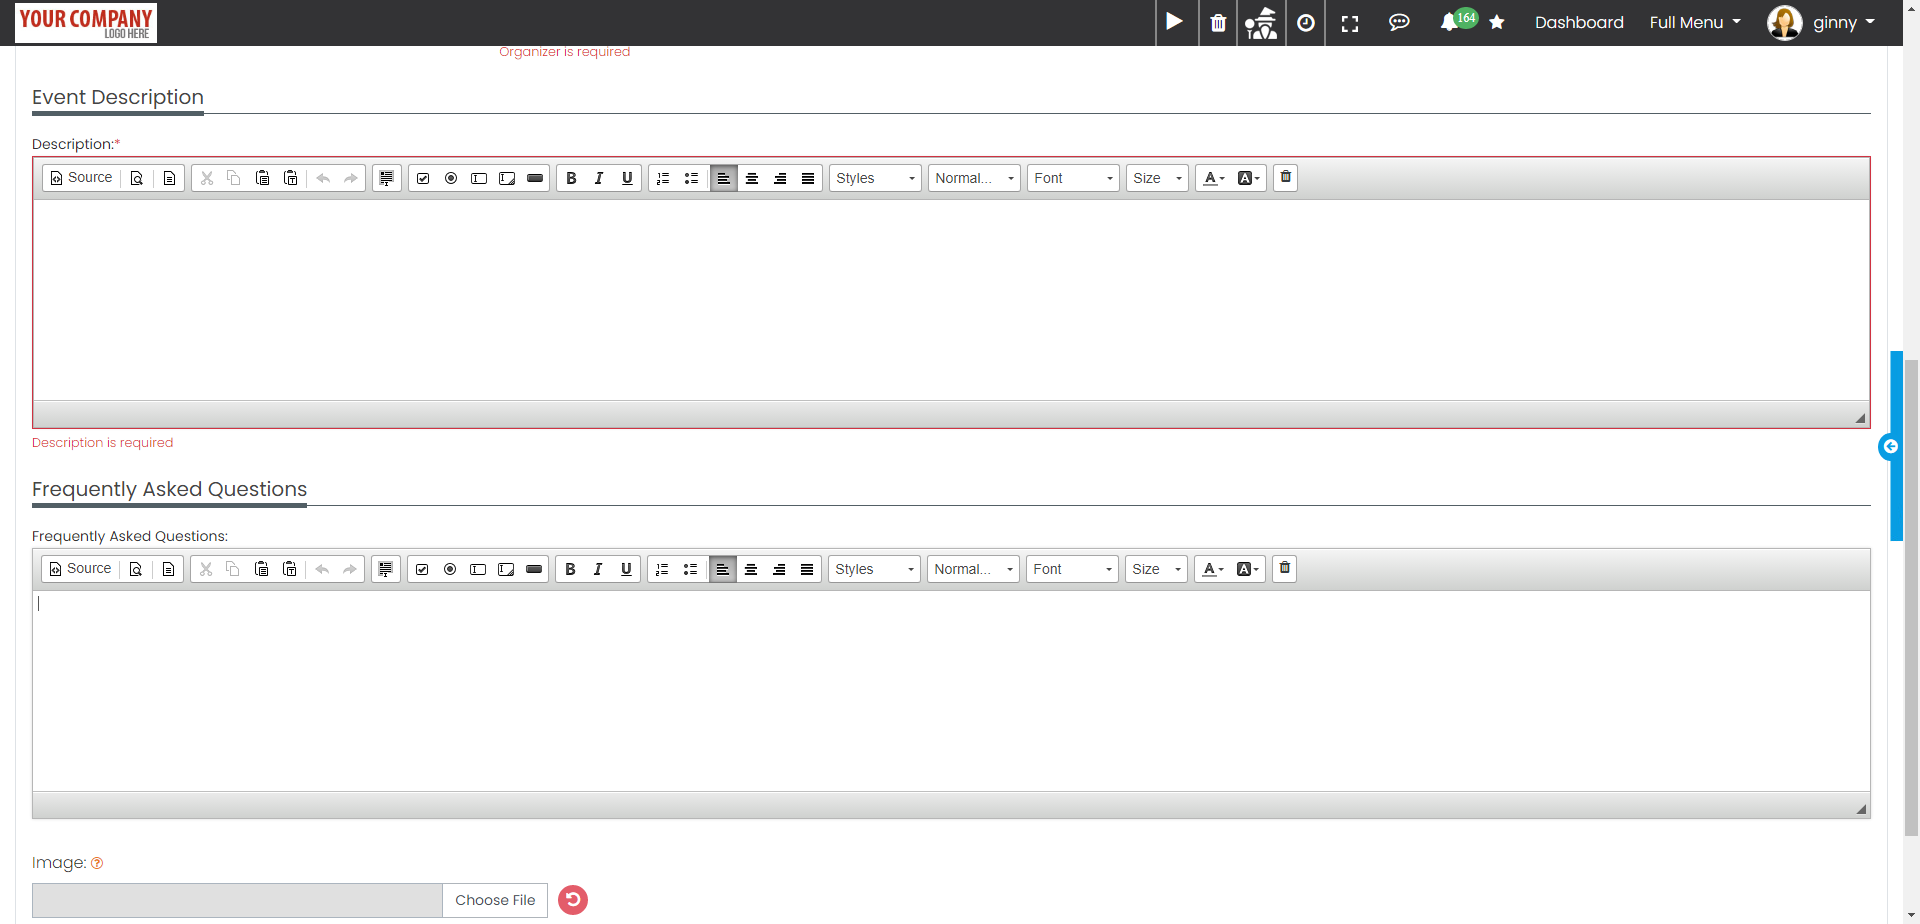 YOUR COMPANY
LOGO HERE
164
Dashboard
Full Menu
ginny
Organizer is required
Event Description
Description:*
Source
B I U
Styles
Normal...
Font
Size
A
A
Description is required
Frequently Asked Questions
Frequently Asked Questions:
Source
B I U
Styles
Normal...
Font
Size
A
A
Image:
Choose File